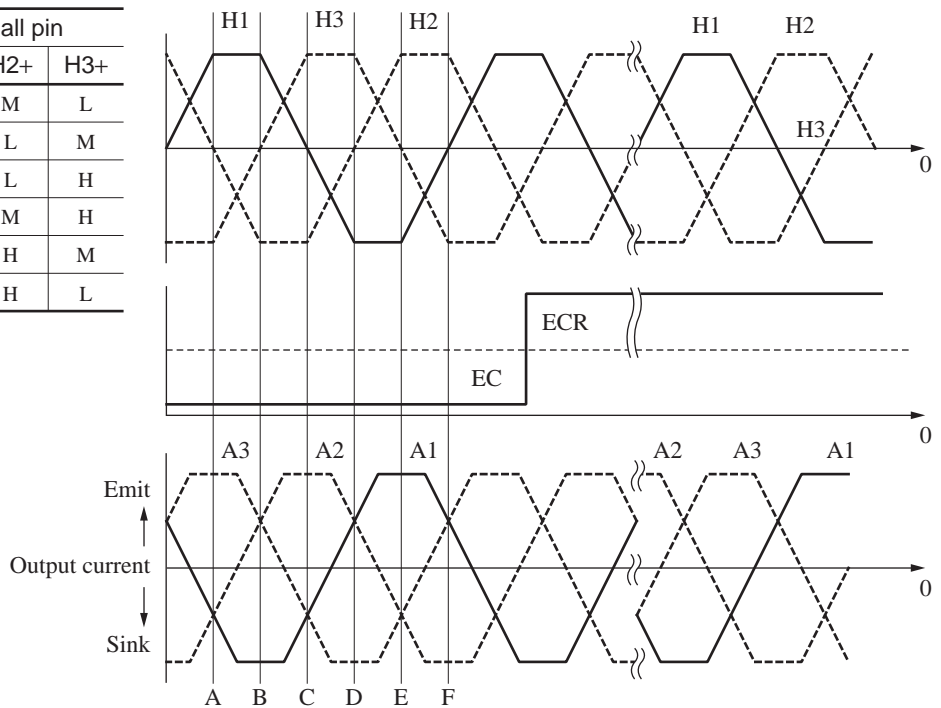 all pin
H2+ H3+
M L
L M
L H
M H
H M
H L
H1 H3 H2 H1 H2
H3
0
ECR
EC
0
A3 A2 A1 A2 A3 A1
Emit
Output current
0
Sink
A B C D E F